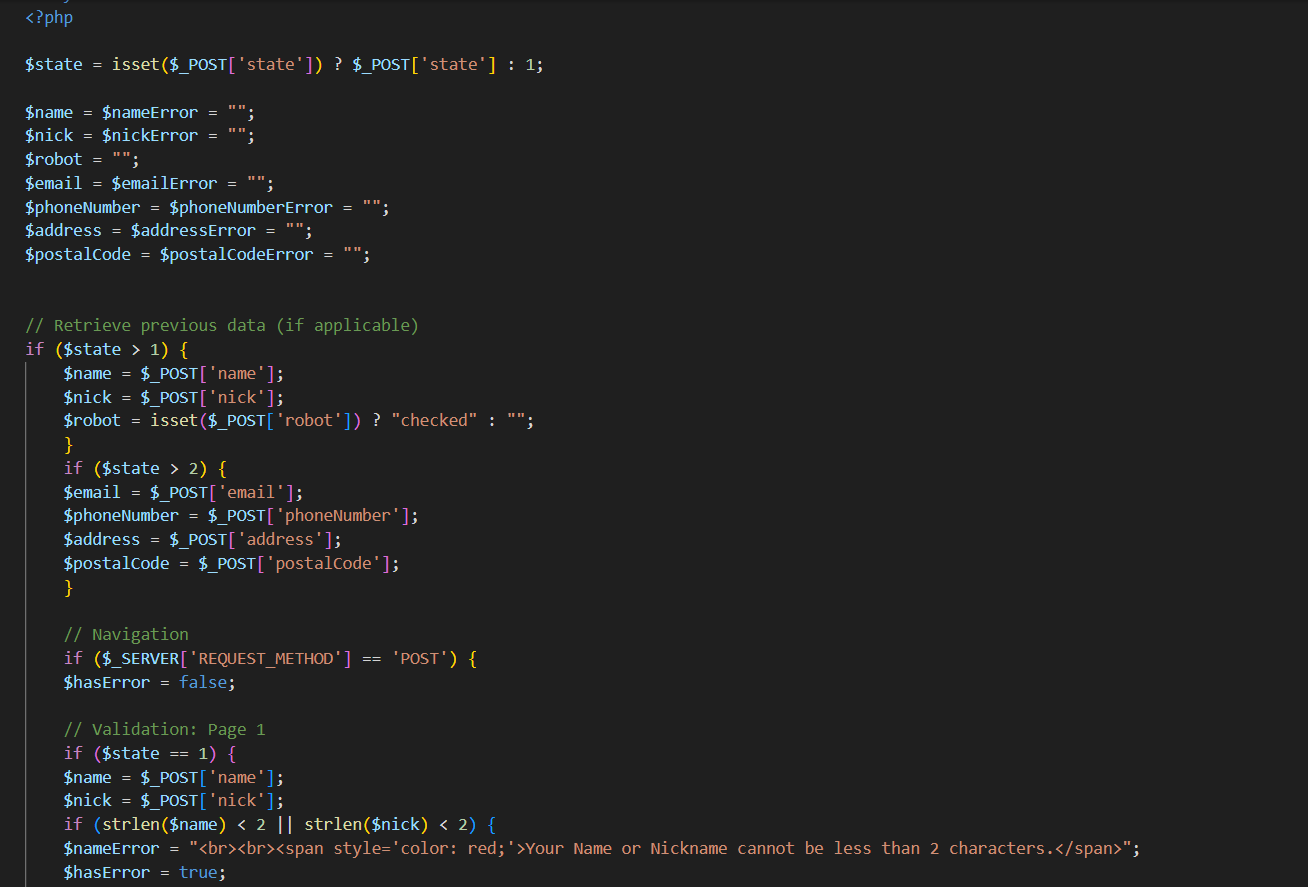 <?php
$state = isset($_POST['state']) ? $_POST['state'] : 1;
$name = $nameError = "";
$nick = $nickError = "";
$robot = "";
$email = $emailError = "";
$phoneNumber = $phoneNumberError = "";
$address = $addressError = "";
$postalCode = $postalCodeError = "";
// Retrieve previous data (if applicable)
if ($state > 1) {
$name = $_POST['name'];
$nick = $_POST['nick'];
$robot = isset($_POST['robot']) ? "checked" : "";
}
if ($state > 2) {
$email = $_POST['email'];
$phoneNumber = $_POST['phoneNumber'];
$address = $_POST['address'];
$postalCode = $_POST['postalCode'];
}
// Navigation
if ($_SERVER['REQUEST_METHOD'] == 'POST') {
$hasError = false;
// Validation: Page 1
if ($state == 1) {
$name = $_POST['name'];
$nick = $_POST['nick'];
if (strlen($name) < 2 || strlen($nick) < 2) {
$nameError = "<br><br><span style='color: red;'>Your Name or Nickname cannot be less than 2 characters.</span>";
$hasError = true;